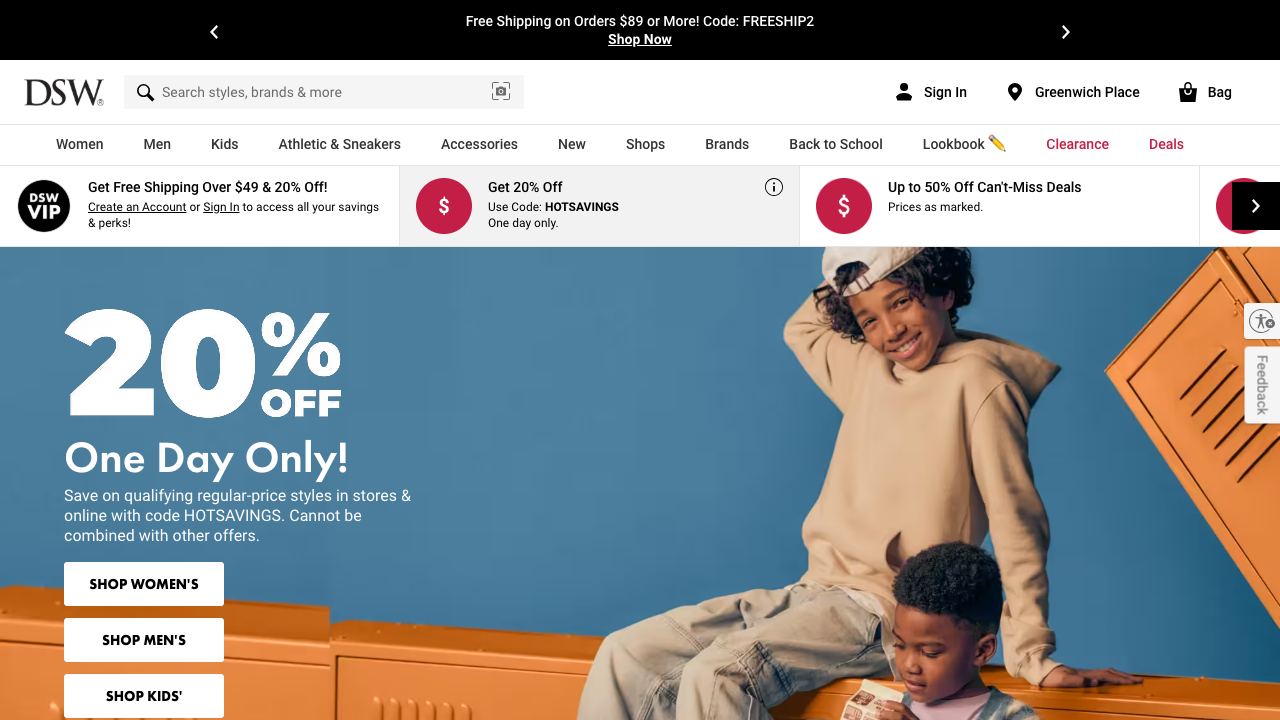 Free Shipping on Orders $89 or More! Code: FREESHIP2
Shop Now
DSW®
Search styles, brands & more
Sign In
Greenwich Place
Bag
Women
Men
Kids
Athletic & Sneakers
Accessories
New
Shops
Brands
Back to School
Lookbook ✏️
Clearance
Deals
DSW
VIP
Get Free Shipping Over $49 & 20% Off!
Create an Account or Sign In to access all your savings
& perks!
$
Get 20% Off
Use Code: HOTSAVINGS
One day only.
$
Up to 50% Off Can't-Miss Deals
Prices as marked.
20%
OFF
One Day Only!
Save on qualifying regular-price styles in stores &
online with code HOTSAVINGS. Cannot be
combined with other offers.
SHOP WOMEN'S
SHOP MEN'S
SHOP KIDS'
Feedback